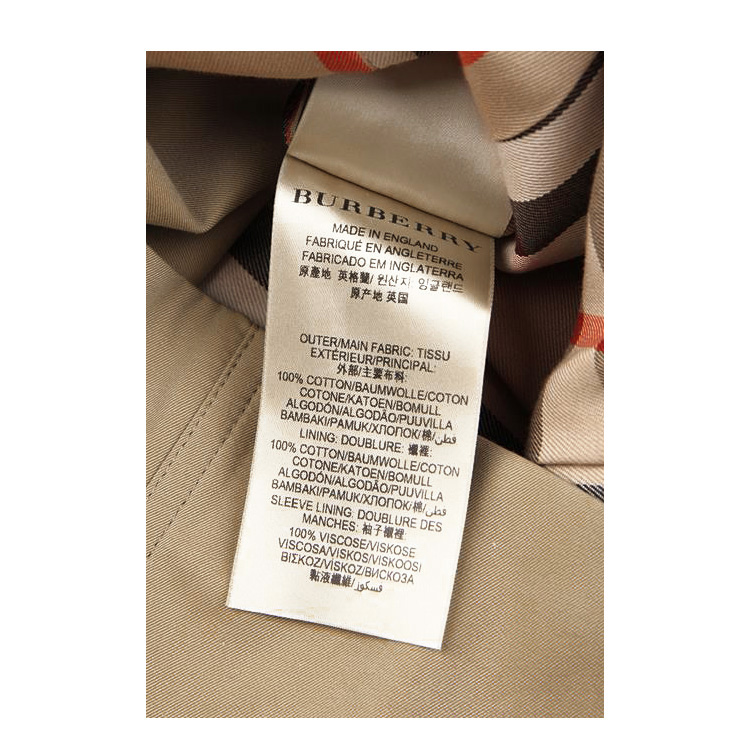 BURBERRY
MADE IN ENGLAND
FABRIQUÉ EN ANGLETERRE
FABRICADO EM INGLATERRA
原產地 英格蘭/ 원산지 잉글랜드
原产地 英国
OUTER/MAIN FABRIC: TISSU
EXTÉRIEUR/PRINCIPAL:
外部/主要布料:
100% COTTON/BAUMWOLLE/COTON
COTONE/KATOEN/BOMULL
ALGODÓN/ALGODÃO/PUUVILLA
BAMBAKI/PAMUK/ХЛОПОК/棉/قطن
LINING: DOUBLURE: 襯裡:
100% COTTON/BAUMWOLLE/COTON
COTONE/KATOEN/BOMULL
ALGODÓN/ALGODÃO/PUUVILLA
BAMBAKI/PAMUK/ХЛОПОК/棉/قطن
SLEEVE LINING: DOUBLURE DES
MANCHES: 袖子襯裡:
100% VISCOSE/VISKOSE
VISCOSA/VISKOS/VISKOOSI
ΒΙΣΚΟΖ/VİSKOZ/ВИСКОЗА
黏液纖維/فسكوز